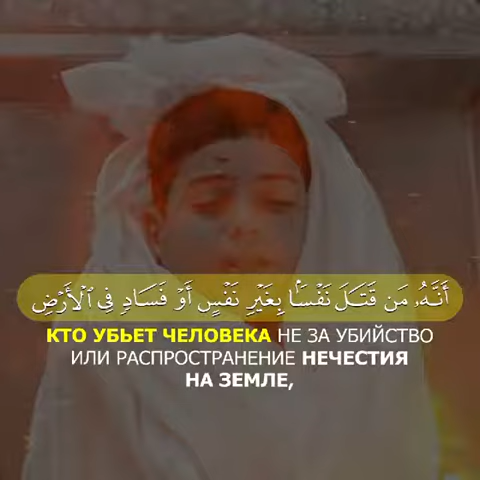 أَنَّهُۥ مَن قَتَلَ نَفْسًۢا بِغَيْرِ نَفْسٍ أَوْ فَسَادٍ فِى ٱلْأَرْضِ
КТО УБЬЕТ ЧЕЛОВЕКА НЕ ЗА УБИЙСТВО
ИЛИ РАСПРОСТРАНЕНИЕ НЕЧЕСТИЯ
НА ЗЕМЛЕ,